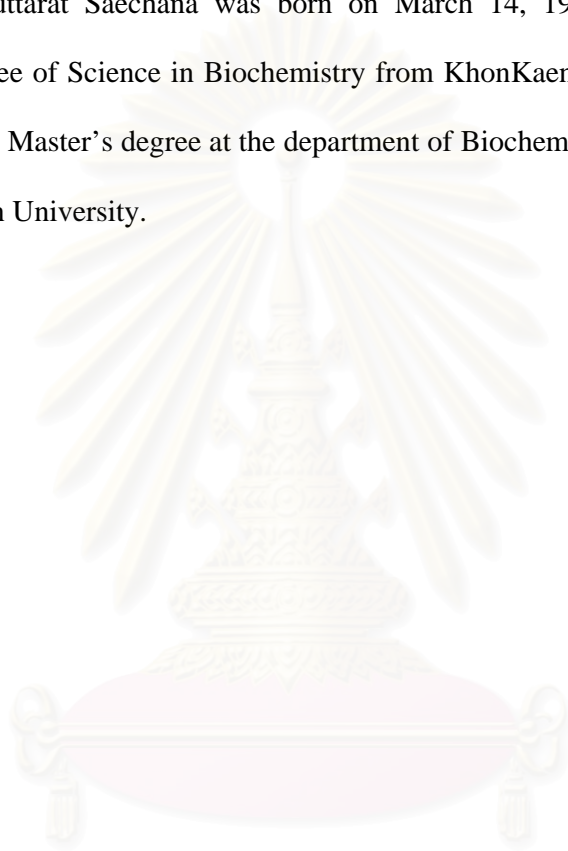 uttarat Saechana was born on March 14, 19
ee of Science in Biochemistry from KhonKaen
Master's degree at the department of Biochem
n University.